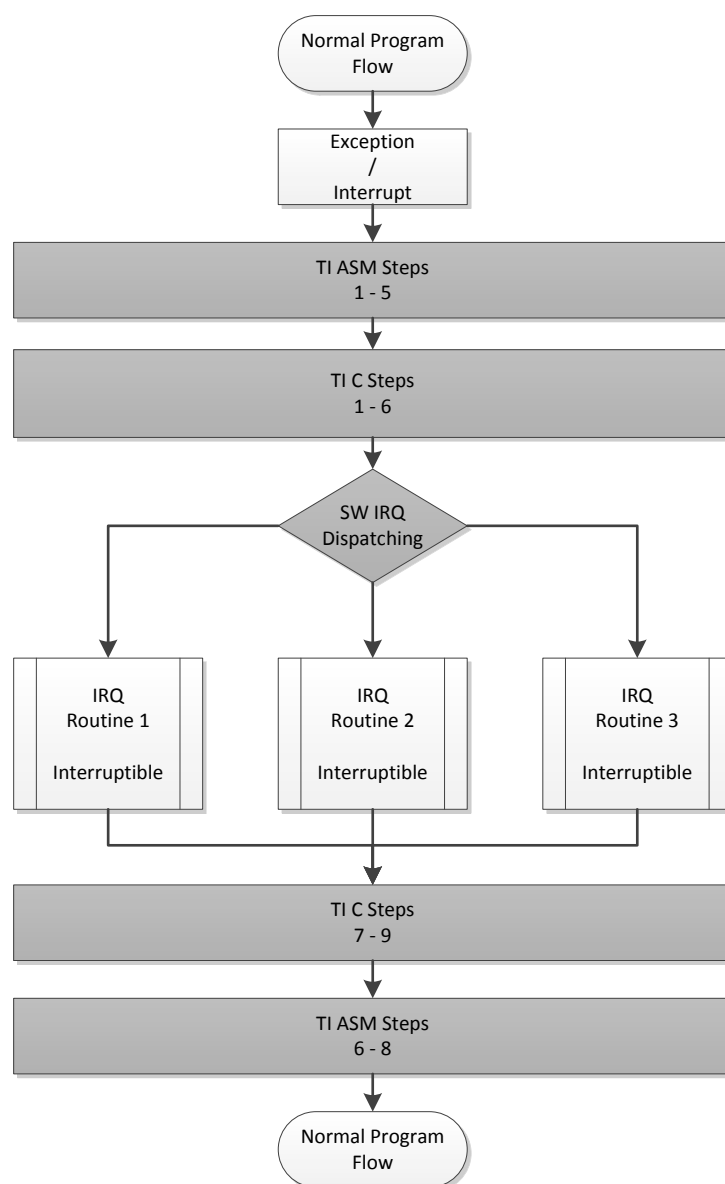 Normal Program
Flow
Exception
/
Interrupt
TI ASM Steps
1 - 5
TI C Steps
1 - 6
SW IRQ
Dispatching
IRQ
Routine 1
Interruptible
IRQ
Routine 2
Interruptible
IRQ
Routine 3
Interruptible
TI C Steps
7 - 9
TI ASM Steps
6 - 8
Normal Program
Flow